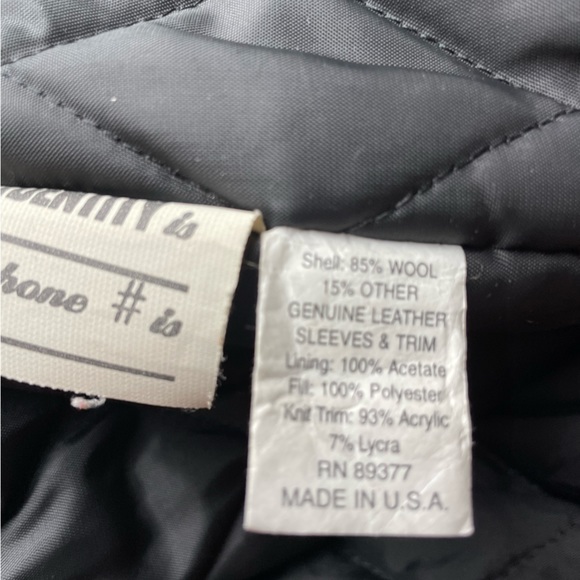 IDENTITY is
phone # is
Shell: 85% WOOL
15% OTHER
GENUINE LEATHER
SLEEVES & TRIM
Lining: 100% Acetate
Fill: 100% Polyester
Knit Trim: 93% Acrylic
7% Lycra
RN 89377
MADE IN U.S.A.